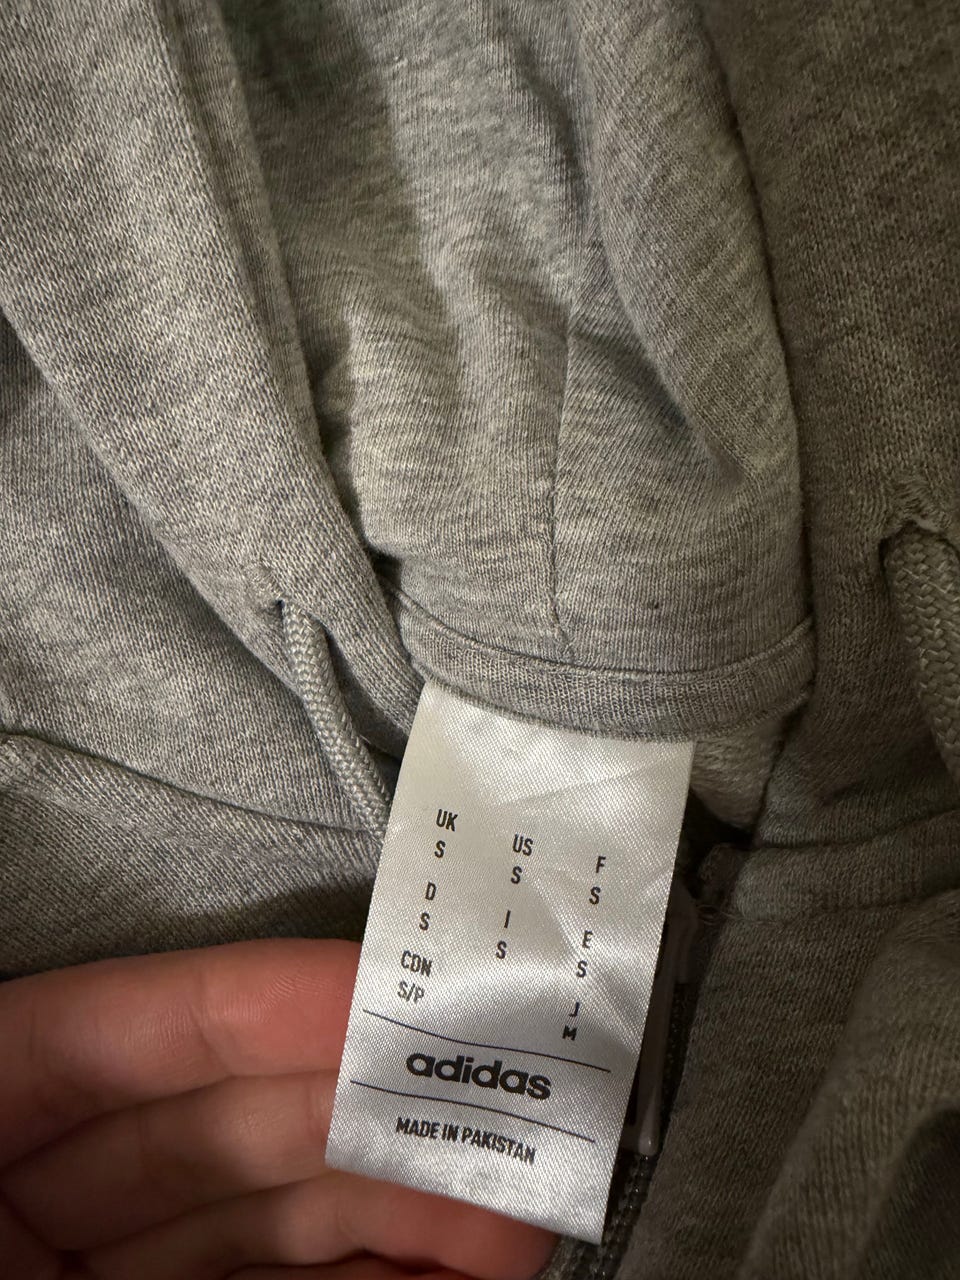 UK US F
S S S
D I E
S S S
CDN J
S/P M
adidas
MADE IN PAKISTAN